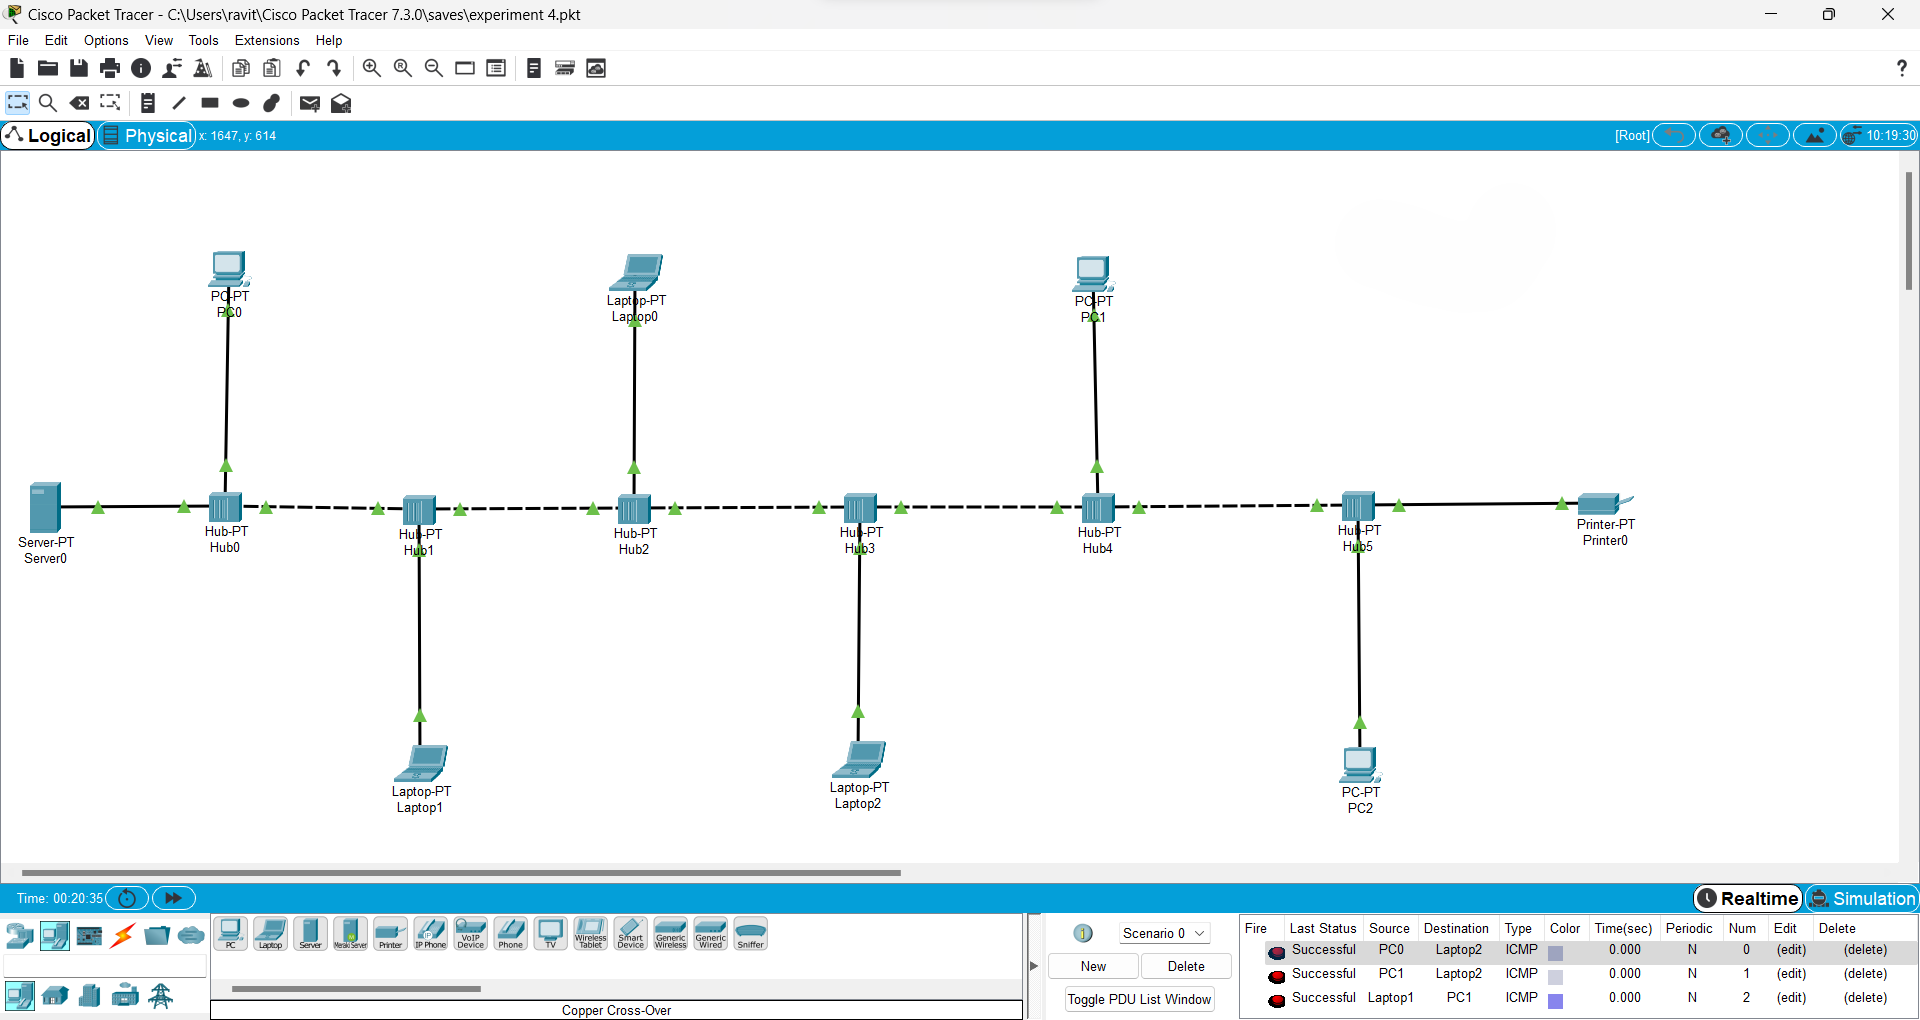 Cisco Packet Tracer - C:\Users\ravit\Cisco Packet Tracer 7.3.0\saves\experiment 4.pkt
File Edit Options View Tools Extensions Help
?
Logical Physical x: 1647, y: 614 [Root] 10:19:30
PC-PT
PC0
Laptop-PT
Laptop0
PC-PT
PC1
Server-PT
Server0
Hub-PT
Hub0
Hub-PT
Hub1
Hub-PT
Hub2
Hub-PT
Hub3
Hub-PT
Hub4
Hub-PT
Hub5
Printer-PT
Printer0
Laptop-PT
Laptop1
Laptop-PT
Laptop2
PC-PT
PC2
Time: 00:20:35 Realtime Simulation
PC Laptop Server Meraki Server Printer IP Phone VoIP Device Phone TV Wireless Tablet Smart Device Generic Wireless Generic Wired Sniffer
Copper Cross-Over
Scenario 0
New Delete
Toggle PDU List Window
Fire Last Status Source Destination Type Color Time(sec) Periodic Num Edit Delete
Successful PC0 Laptop2 ICMP 0.000 N 0 (edit) (delete)
Successful PC1 Laptop2 ICMP 0.000 N 1 (edit) (delete)
Successful Laptop1 PC1 ICMP 0.000 N 2 (edit) (delete)